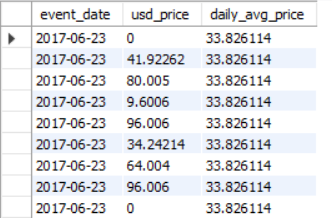 event_date usd_price daily_avg_price
2017-06-23 0 33.826114
2017-06-23 41.92262 33.826114
2017-06-23 80.005 33.826114
2017-06-23 9.6006 33.826114
2017-06-23 96.006 33.826114
2017-06-23 34.24214 33.826114
2017-06-23 64.004 33.826114
2017-06-23 96.006 33.826114
2017-06-23 0 33.826114